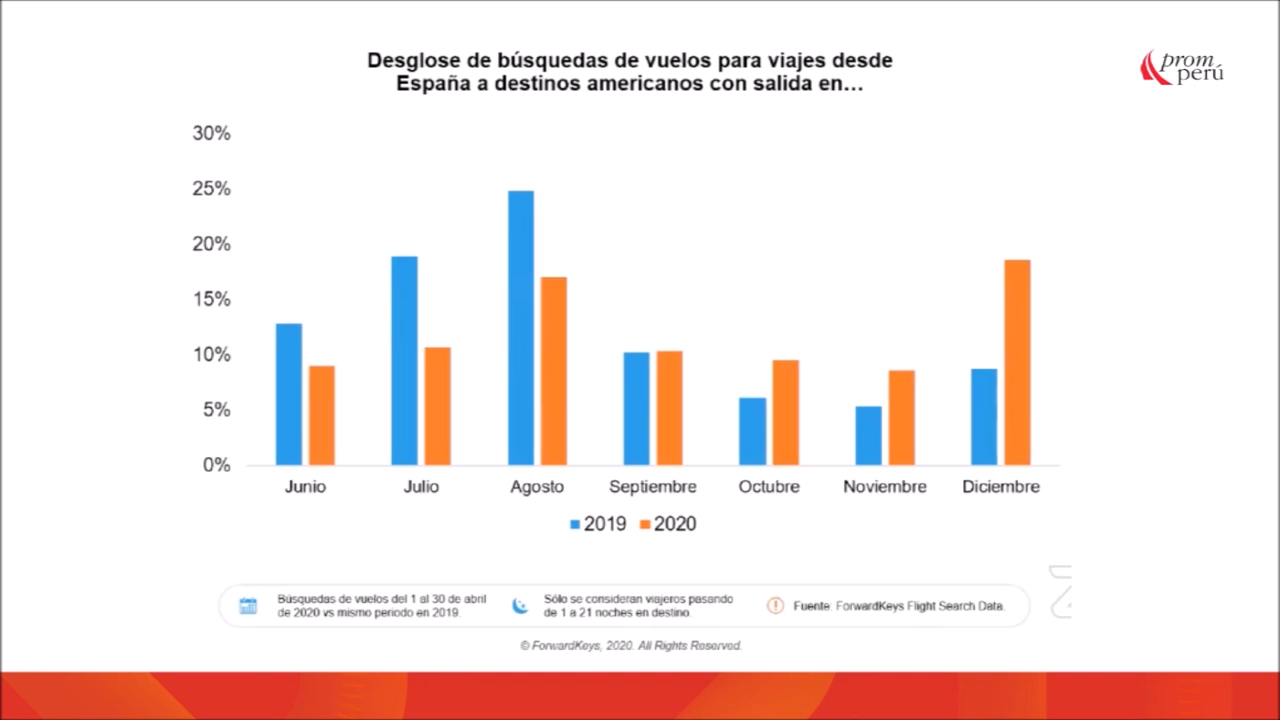 Desglose de búsquedas de vuelos para viajes desde
España a destinos americanos con salida en...
prom
perú
30%
25%
20%
15%
10%
5%
0%
Junio
Julio
Agosto
Septiembre
Octubre
Noviembre
Diciembre
2019
2020
Búsquedas de vuelos del 1 al 30 de abril
de 2020 vs mismo periodo en 2019.
Sólo se consideran viajeros pasando
de 1 a 21 noches en destino.
Fuente: ForwardKeys Flight Search Data.
© ForwardKeys, 2020. All Rights Reserved.